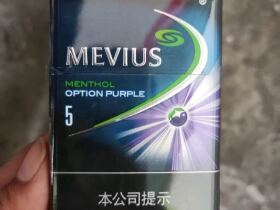 ®
MEVIUS
MENTHOL
OPTION PURPLE
5
本公司提示